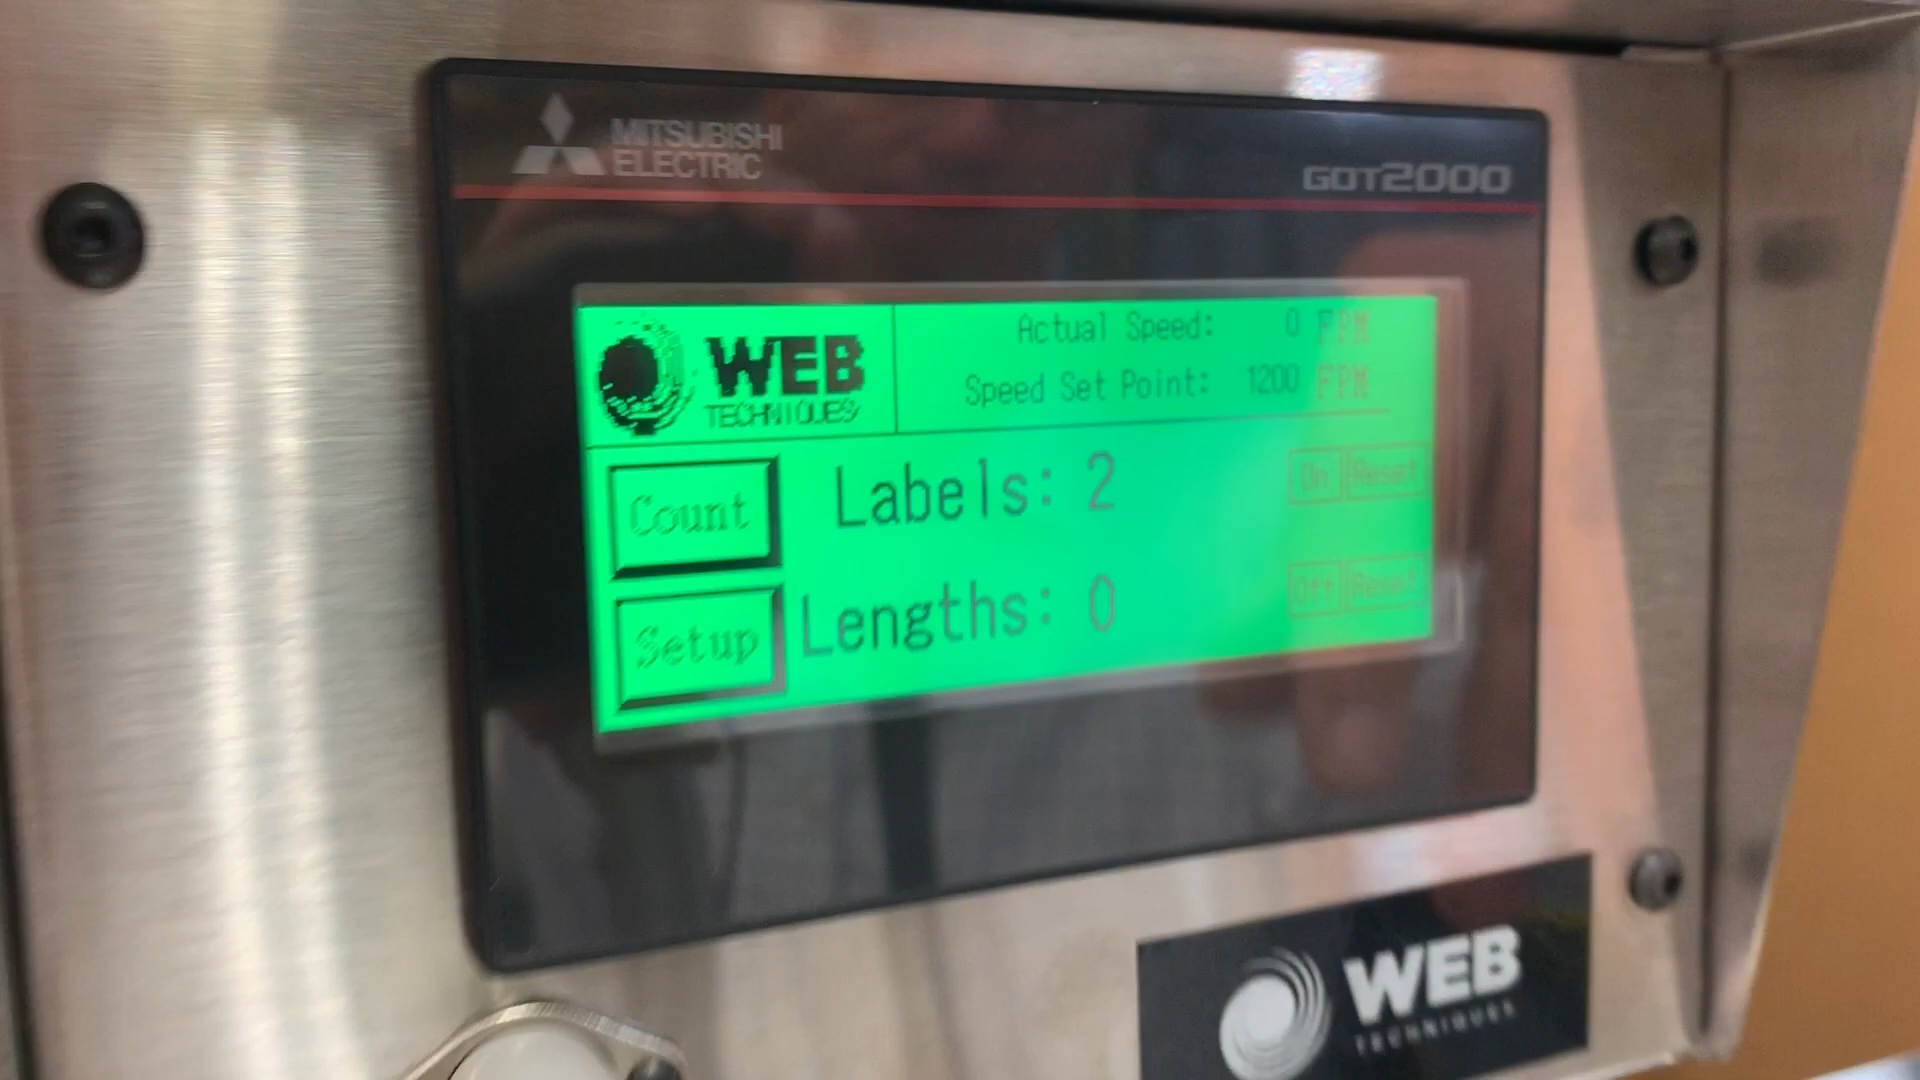 MITSUBISHI
ELECTRIC
GOT2000
WEB
TECHNIQUES
Actual Speed: 0 FPM
Speed Set Point: 1200 FPM
Count
Labels: 2
On Reset
Setup
Lengths: 0
Off Reset
WEB
TECHNIQUES